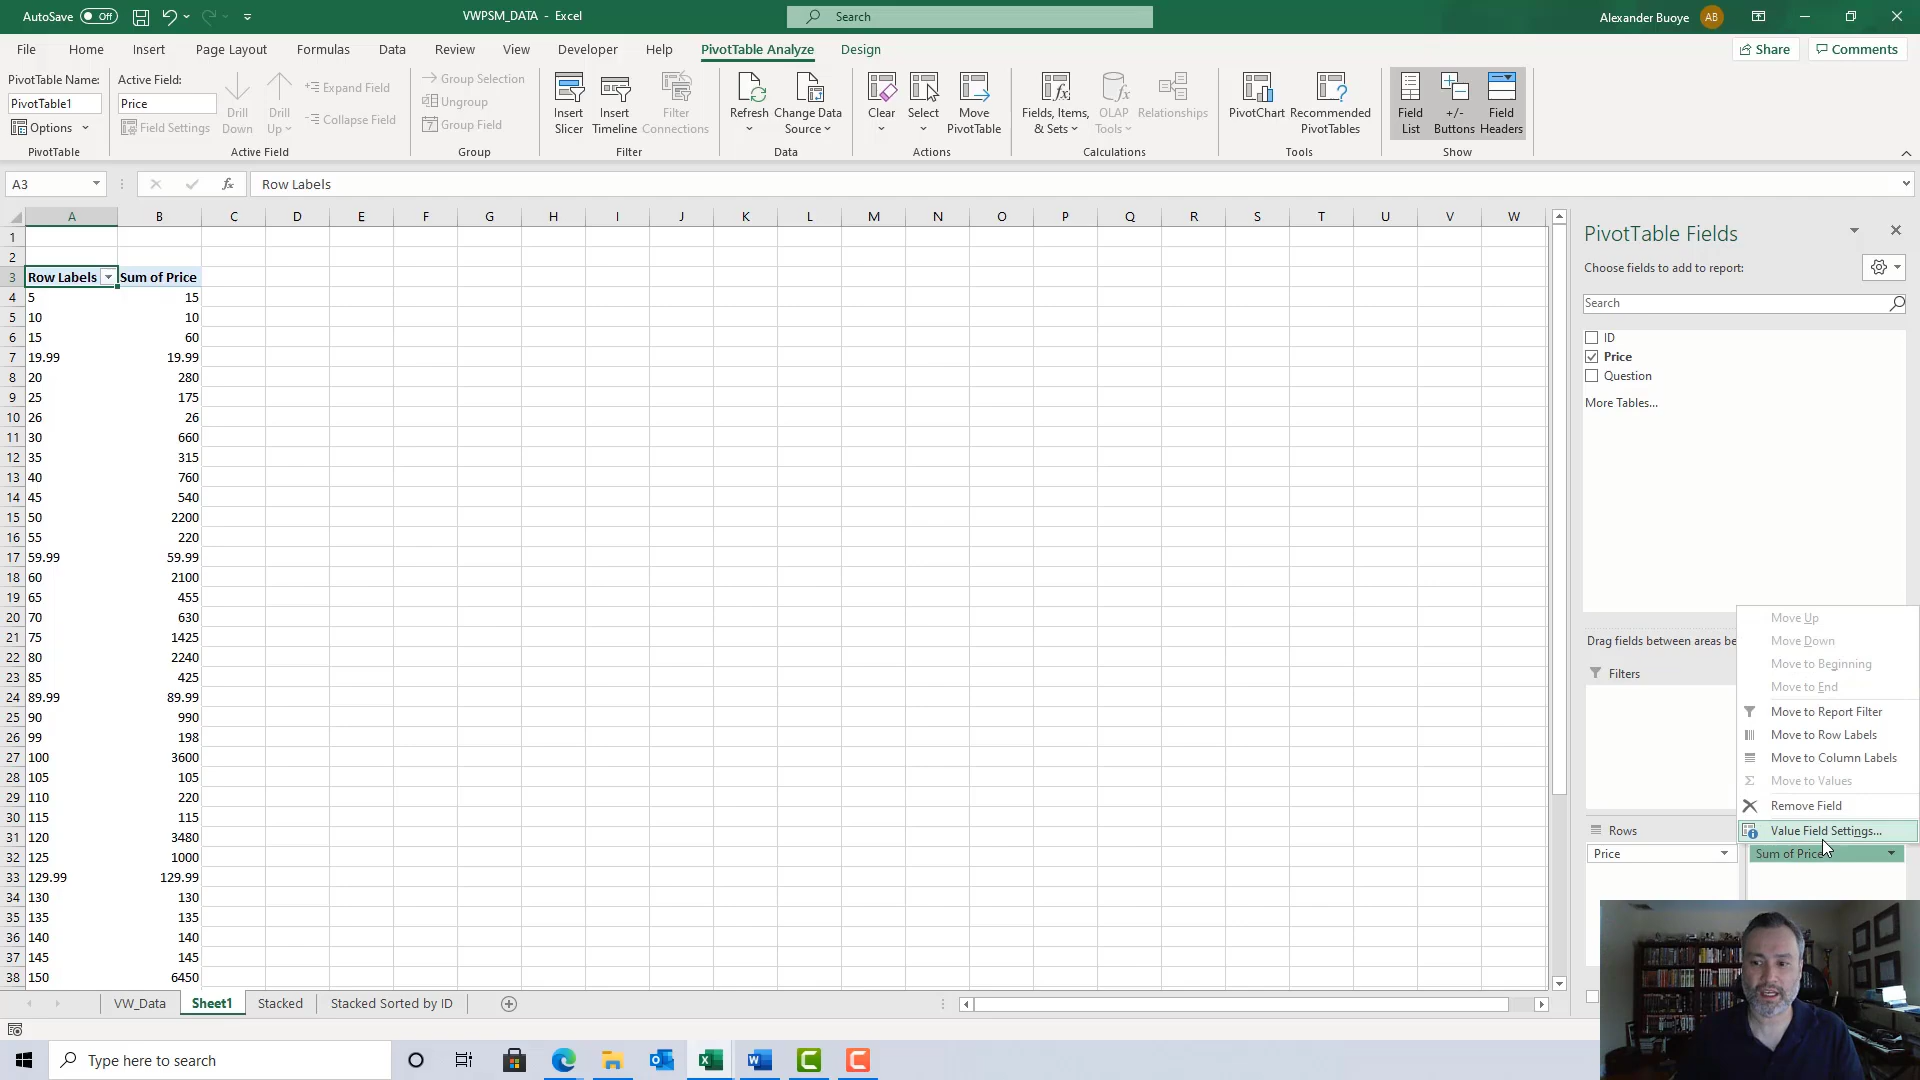 AutoSave Off
VWPSM_DATA - Excel
Search
Alexander Buoye AB
File Home Insert Page Layout Formulas Data Review View Developer Help PivotTable Analyze Design Share Comments
PivotTable Name: Active Field:
PivotTable1 Price
Options Field Settings
Drill Down Drill Up
Expand Field
Collapse Field
Group Selection
Ungroup
Group Field
Insert Slicer Insert Timeline Filter Connections
Refresh Change Data Source
Clear Select Move PivotTable
Fields, Items, & Sets OLAP Tools Relationships
PivotChart Recommended PivotTables
Field List +/- Buttons Field Headers
PivotTable Active Field Group Filter Data Actions Calculations Tools Show
A3 fx Row Labels
A B C D E F G H I J K L M N O P Q R S T U V W
1
2
3 Row Labels Sum of Price
4 5 15
5 10 10
6 15 60
7 19.99 19.99
8 20 280
9 25 175
10 26 26
11 30 660
12 35 315
13 40 760
14 45 540
15 50 2200
16 55 220
17 59.99 59.99
18 60 2100
19 65 455
20 70 630
21 75 1425
22 80 2240
23 85 425
24 89.99 89.99
25 90 990
26 99 198
27 100 3600
28 105 105
29 110 220
30 115 115
31 120 3480
32 125 1000
33 129.99 129.99
34 130 130
35 135 135
36 140 140
37 145 145
38 150 6450
PivotTable Fields
Choose fields to add to report:
Search
ID
Price
Question
More Tables...
Drag fields between areas be
Filters
Rows
Price
Sum of Price
Move Up
Move Down
Move to Beginning
Move to End
Move to Report Filter
Move to Row Labels
Move to Column Labels
Move to Values
Remove Field
Value Field Settings...
VW_Data Sheet1 Stacked Stacked Sorted by ID
Type here to search